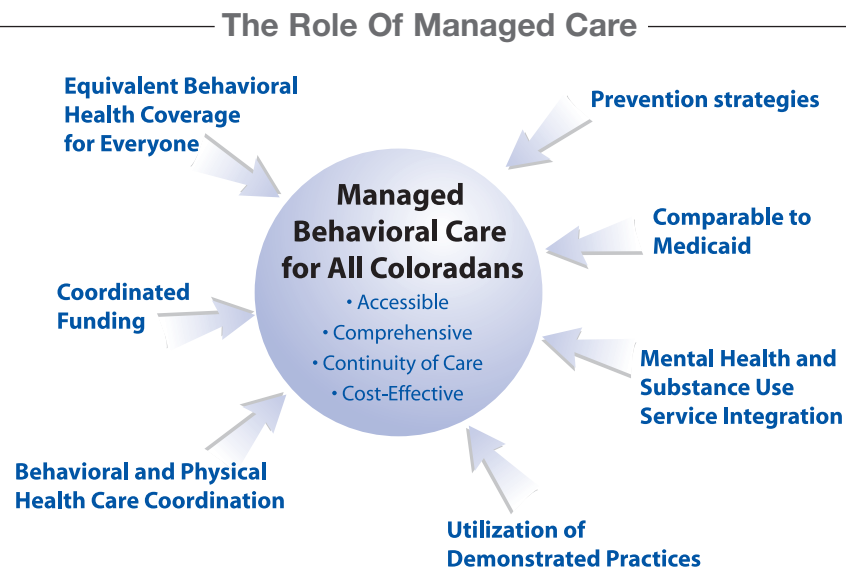 The Role Of Managed Care
Equivalent Behavioral
Health Coverage
for Everyone
Prevention strategies
Managed
Behavioral Care
for All Coloradans
• Accessible
• Comprehensive
• Continuity of Care
• Cost-Effective
Comparable to
Medicaid
Coordinated
Funding
Mental Health and
Substance Use
Service Integration
Behavioral and Physical
Health Care Coordination
Utilization of
Demonstrated Practices